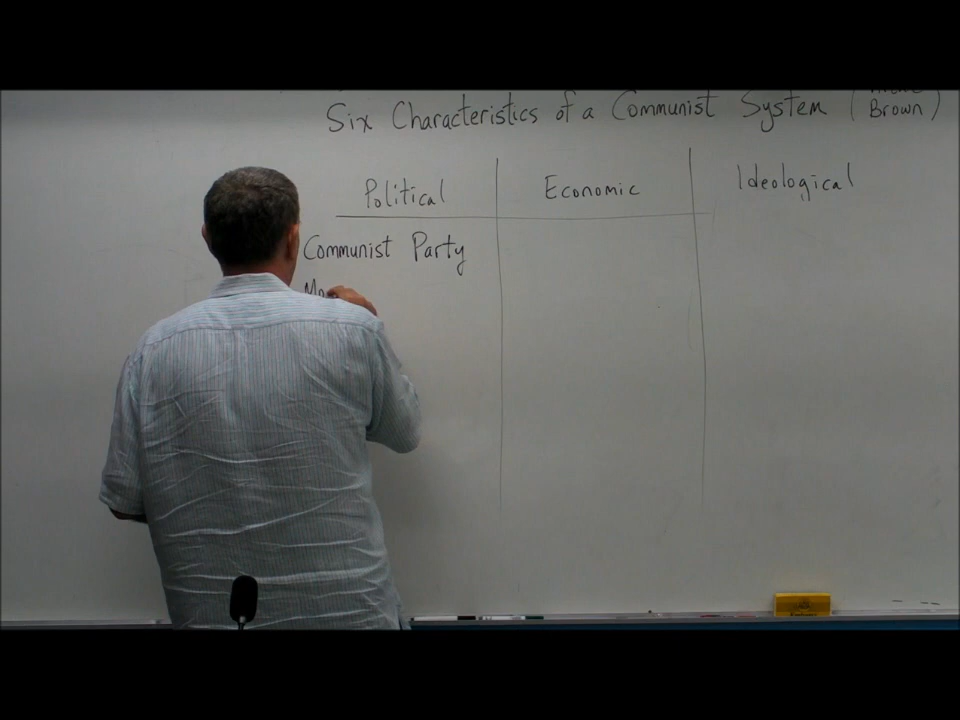 Six Characteristics of a Communist System (
Brown)
Political Economic Ideological
Communist Party